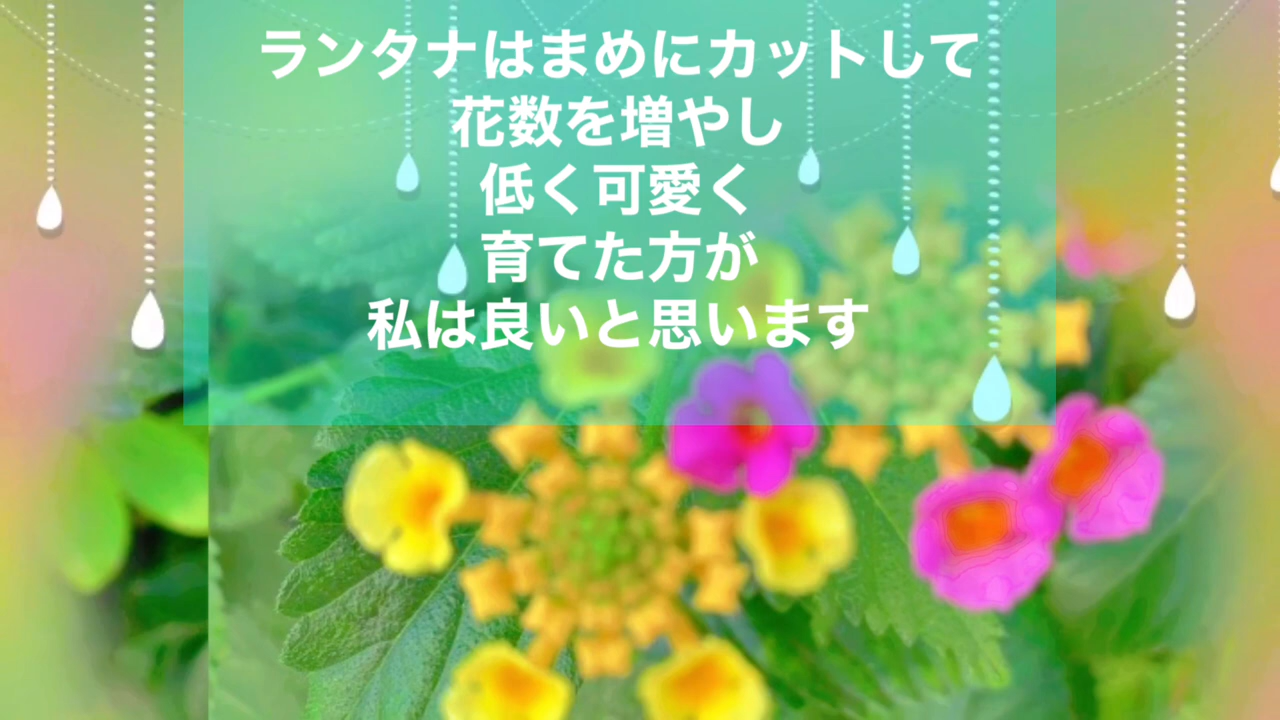 ランタナはまめにカットして
花数を増やし
低く可愛く
育てた方が
私は良いと思います